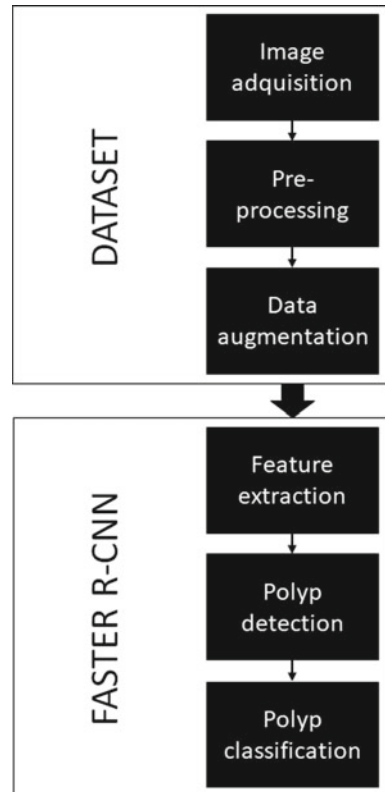 DATASET
Image
adquisition
Pre-
processing
Data
augmentation
FASTER R-CNN
Feature
extraction
Polyp
detection
Polyp
classification